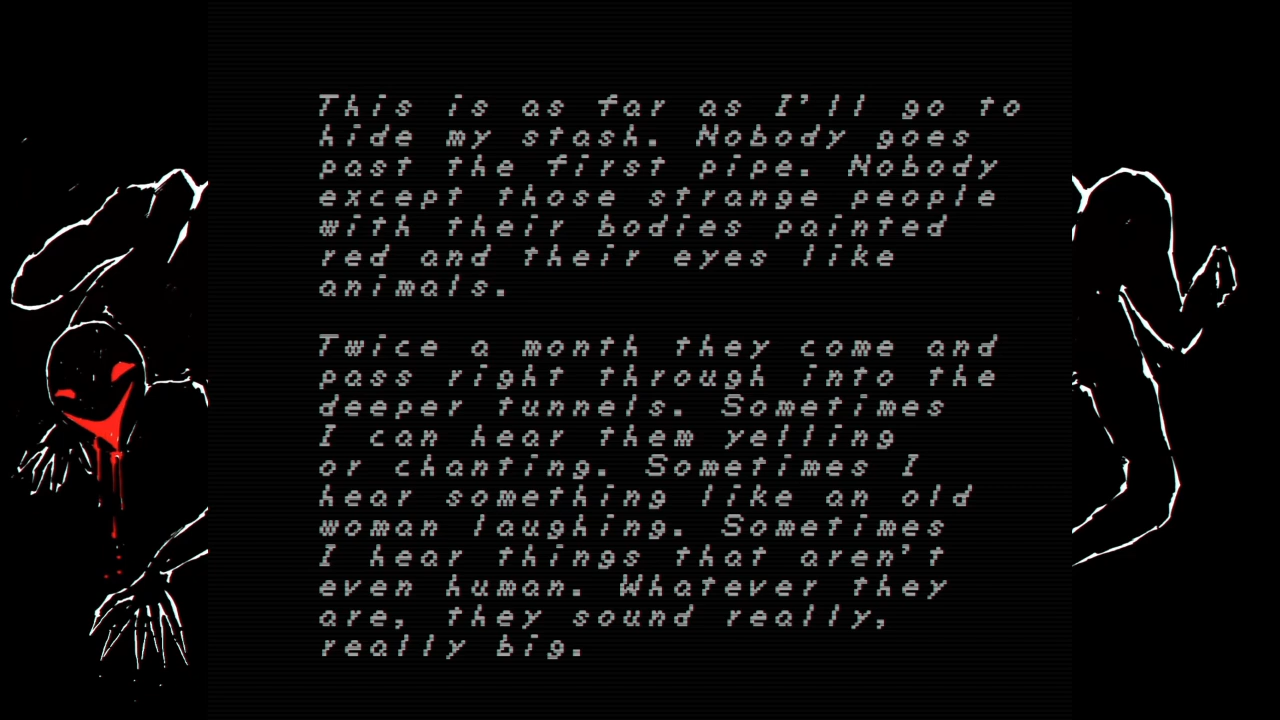 This is as far as I'll go to
hide my stash. Nobody goes
past the first pipe. Nobody
except those strange people
with their bodies painted
red and their eyes like
animals.
Twice a month they come and
pass right through into the
deeper tunnels. Sometimes
I can hear them yelling
or chanting. Sometimes I
hear something like an old
woman laughing. Sometimes
I hear things that aren't
even human. Whatever they
are, they sound really,
really big.